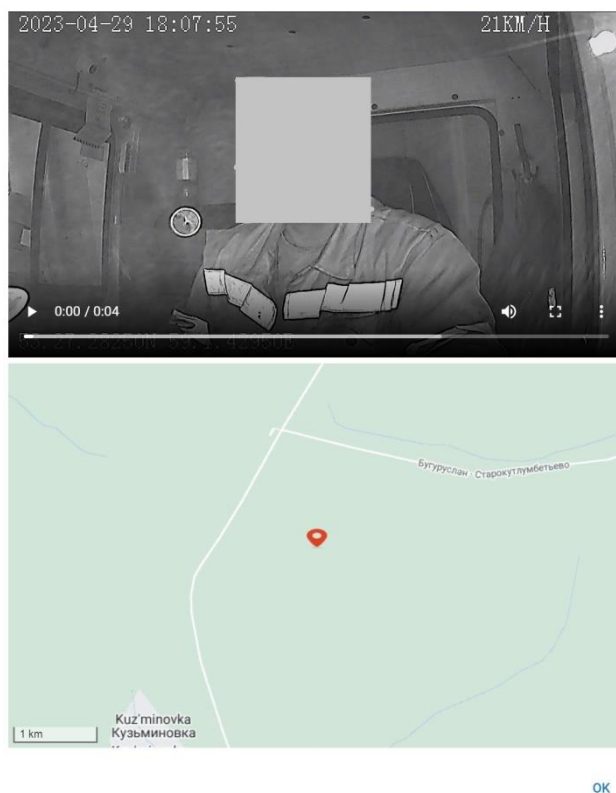 2023-04-29 18:07:55
21KM/H
0:00 / 0:04
Бугуруслан - Старокутлумбетьево
Kuz'minovka
Кузьминовка
1 km
OK